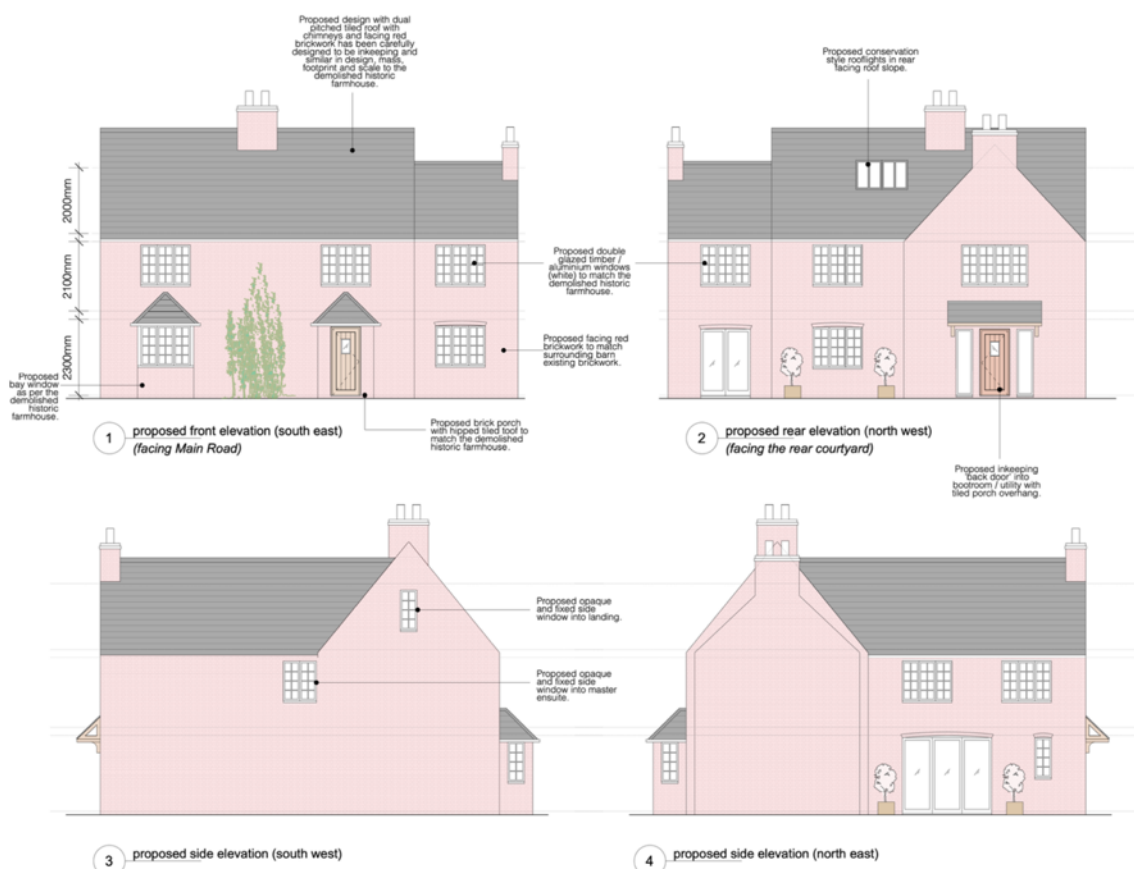 Proposed design with dual
pitched tiled roof with
chimneys and facing red
brickwork has been carefully
designed to be inkeeping and
similar in design, mass,
footprint and scale to the
demolished historic
farmhouse.
Proposed conservation
style rooflights in rear
facing roof slope.
2000mm
2100mm
2300mm
Proposed double
glazed timber /
aluminium windows
(white) to match the
demolished historic
farmhouse.
Proposed facing red
brickwork to match
surrounding barn
existing brickwork.
Proposed
bay window
as per the
demolished
historic
farmhouse.
Proposed brick porch
with hipped tiled toof to
match the demolished
historic farmhouse.
1 proposed front elevation (south east)
(facing Main Road)
2 proposed rear elevation (north west)
(facing the rear courtyard)
Proposed inkeeping
'back door' into
bootroom / utility with
tiled porch overhang.
Proposed opaque
and fixed side
window into landing.
Proposed opaque
and fixed side
window into master
ensuite.
3 proposed side elevation (south west)
4 proposed side elevation (north east)